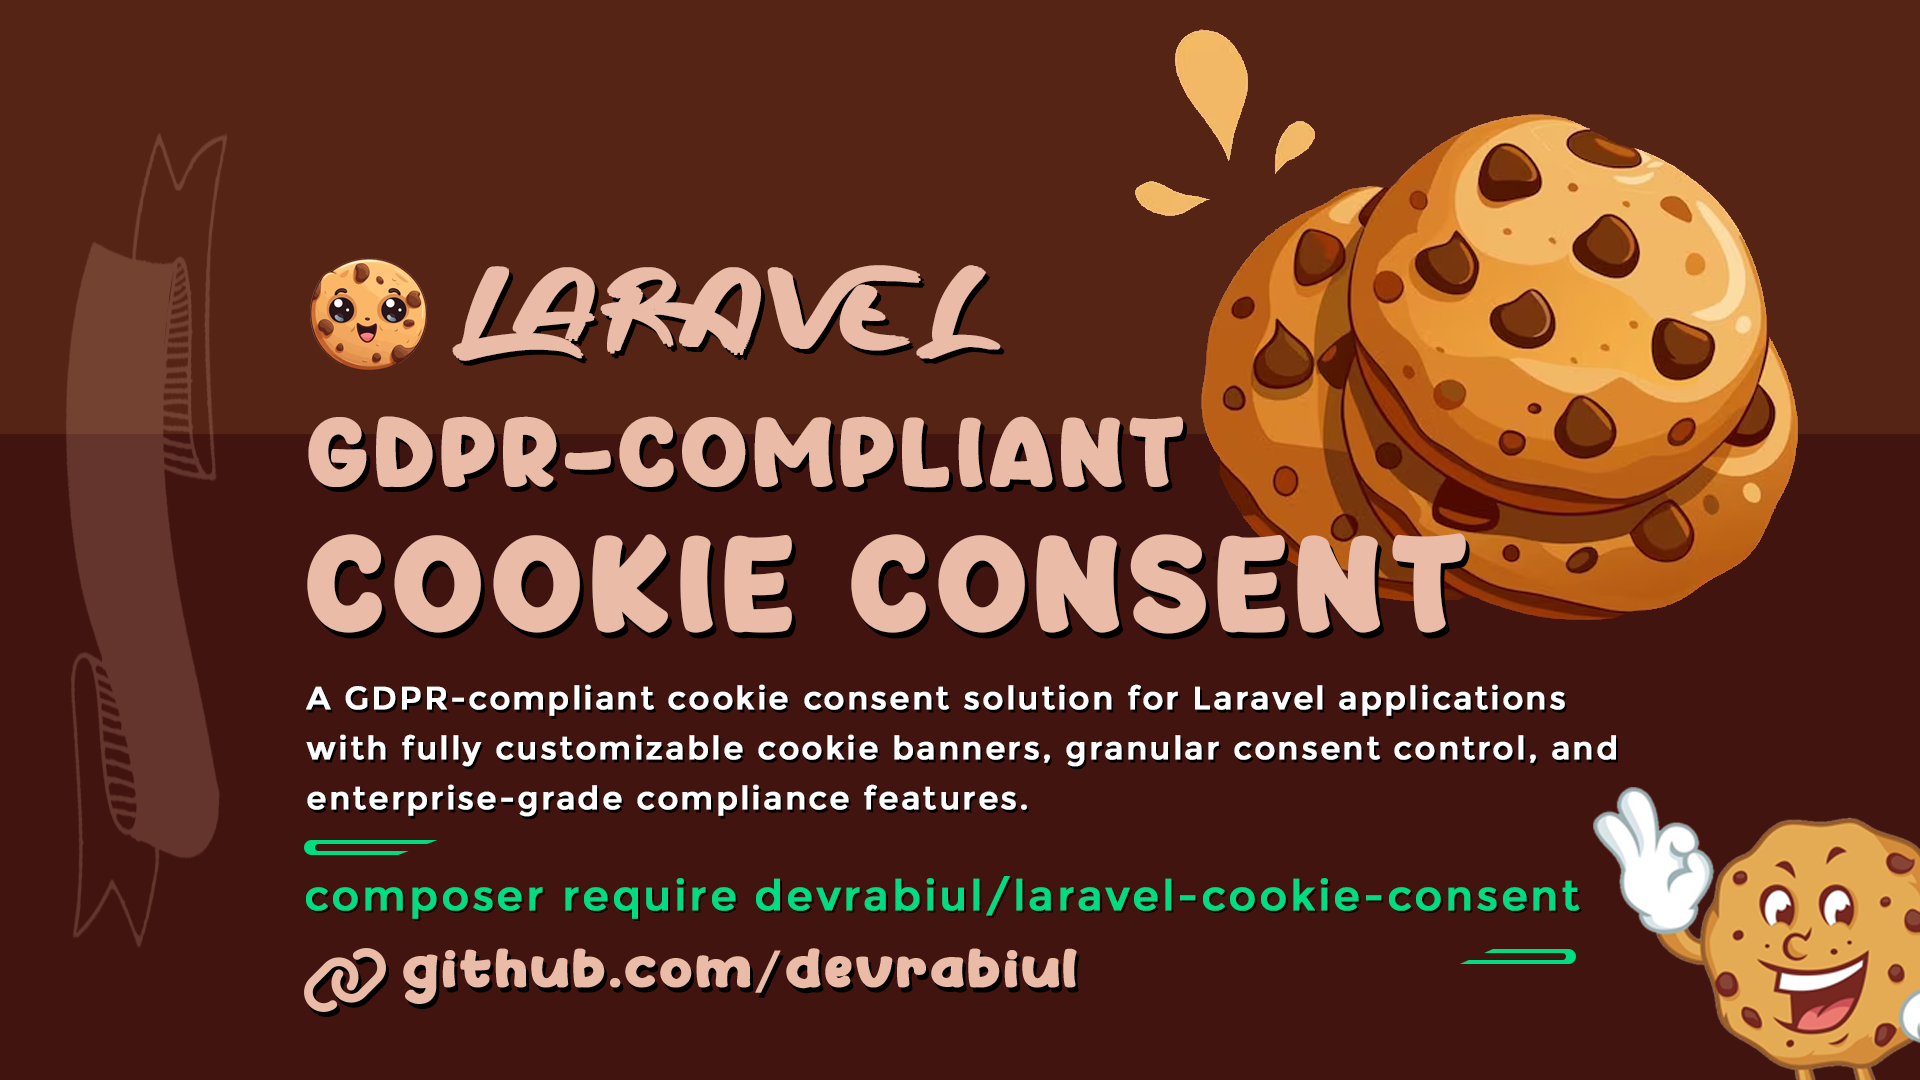 LARAVEL
GDPR-COMPLIANT
COOKIE CONSENT
A GDPR-compliant cookie consent solution for Laravel applications
with fully customizable cookie banners, granular consent control, and
enterprise-grade compliance features.
composer require devrabiul/laravel-cookie-consent
github.com/devrabiul